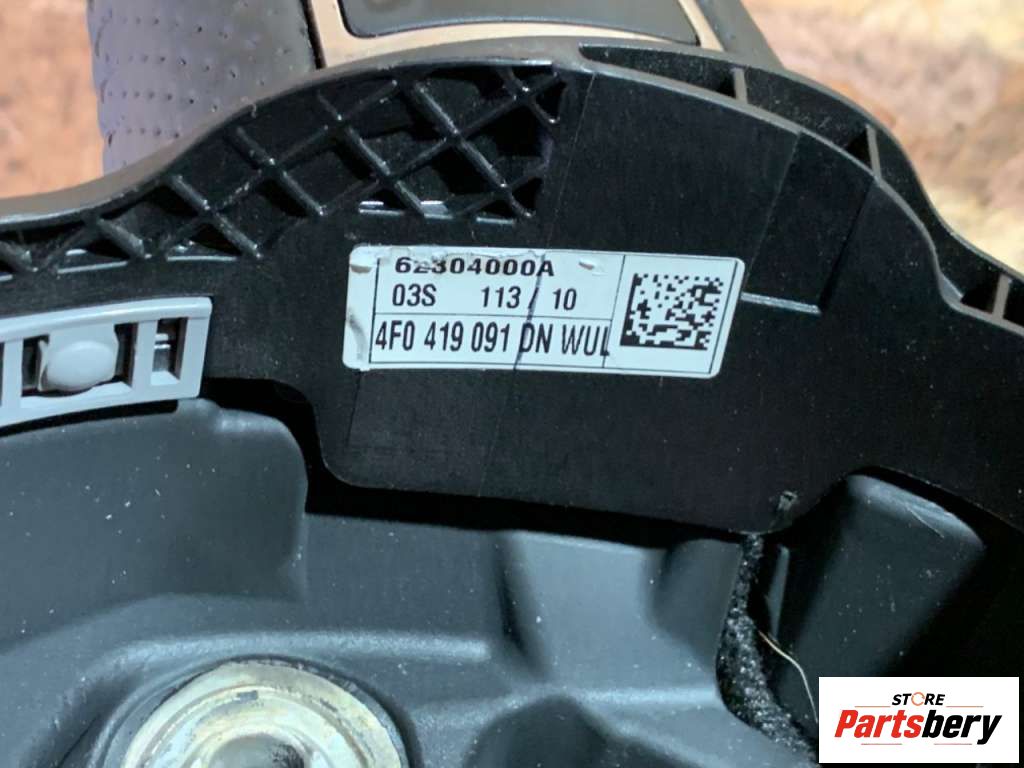 62304000A
03S 113/10
4F0 419 091 DN WUL
STORE
Partsbery